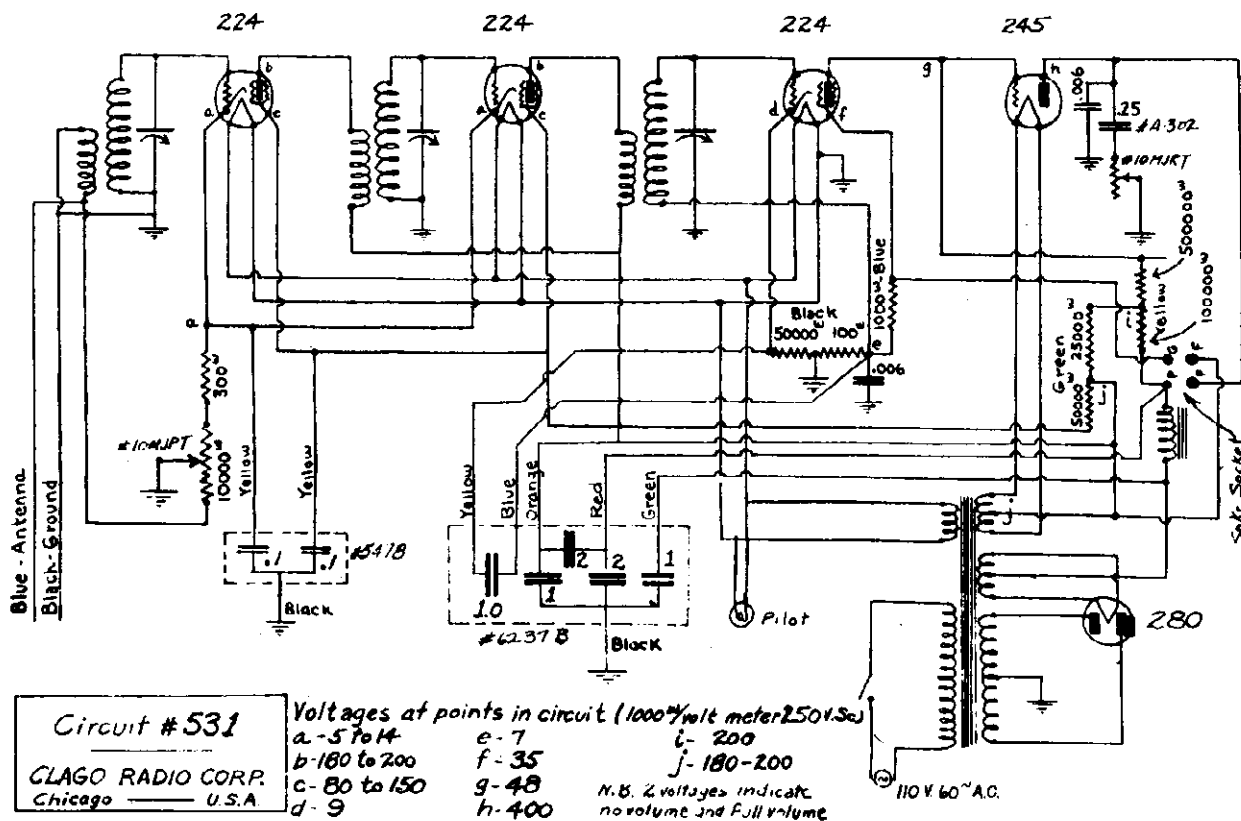 224
224
224
245
b
a
c
b
a
c
d
f
g
h
.006
.25
#A-302
#10MJRT
500000ω
100000ω
Yellow
i
1000ω-Blue
Black
50000ω
100ω
e
.006
Green
25000ω
50000ω
j
G
F
P
F
Spkr Socket
a
300ω
#10MJPT
10000ω
Yellow
Yellow
Blue - Antenna
Black - Ground
.1
.1
#5478
Black
Yellow
Blue
Orange
Red
Green
1.0
1
2
2
1
#6237B
Black
Pilot
j
280
110 V. 60~ A.C.
Circuit #531
CLAGO RADIO CORP.
Chicago — U.S.A.
Voltages at points in circuit (1000ω/volt meter 250 V. Sc)
a - 5 to 14
b - 180 to 200
c - 80 to 150
d - 9
e - 7
f - 35
g - 48
h - 400
i - 200
j - 180-200
N.B. 2 voltages indicate
no volume and full volume